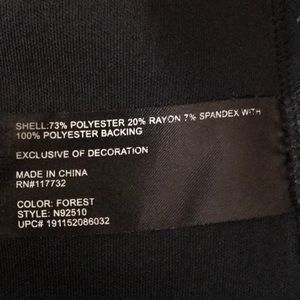 SHELL:73% POLYESTER 20% RAYON 7% SPANDEX WITH
100% POLYESTER BACKING
EXCLUSIVE OF DECORATION
MADE IN CHINA
RN#117732
COLOR: FOREST
STYLE: N92510
UPC# 191152086032